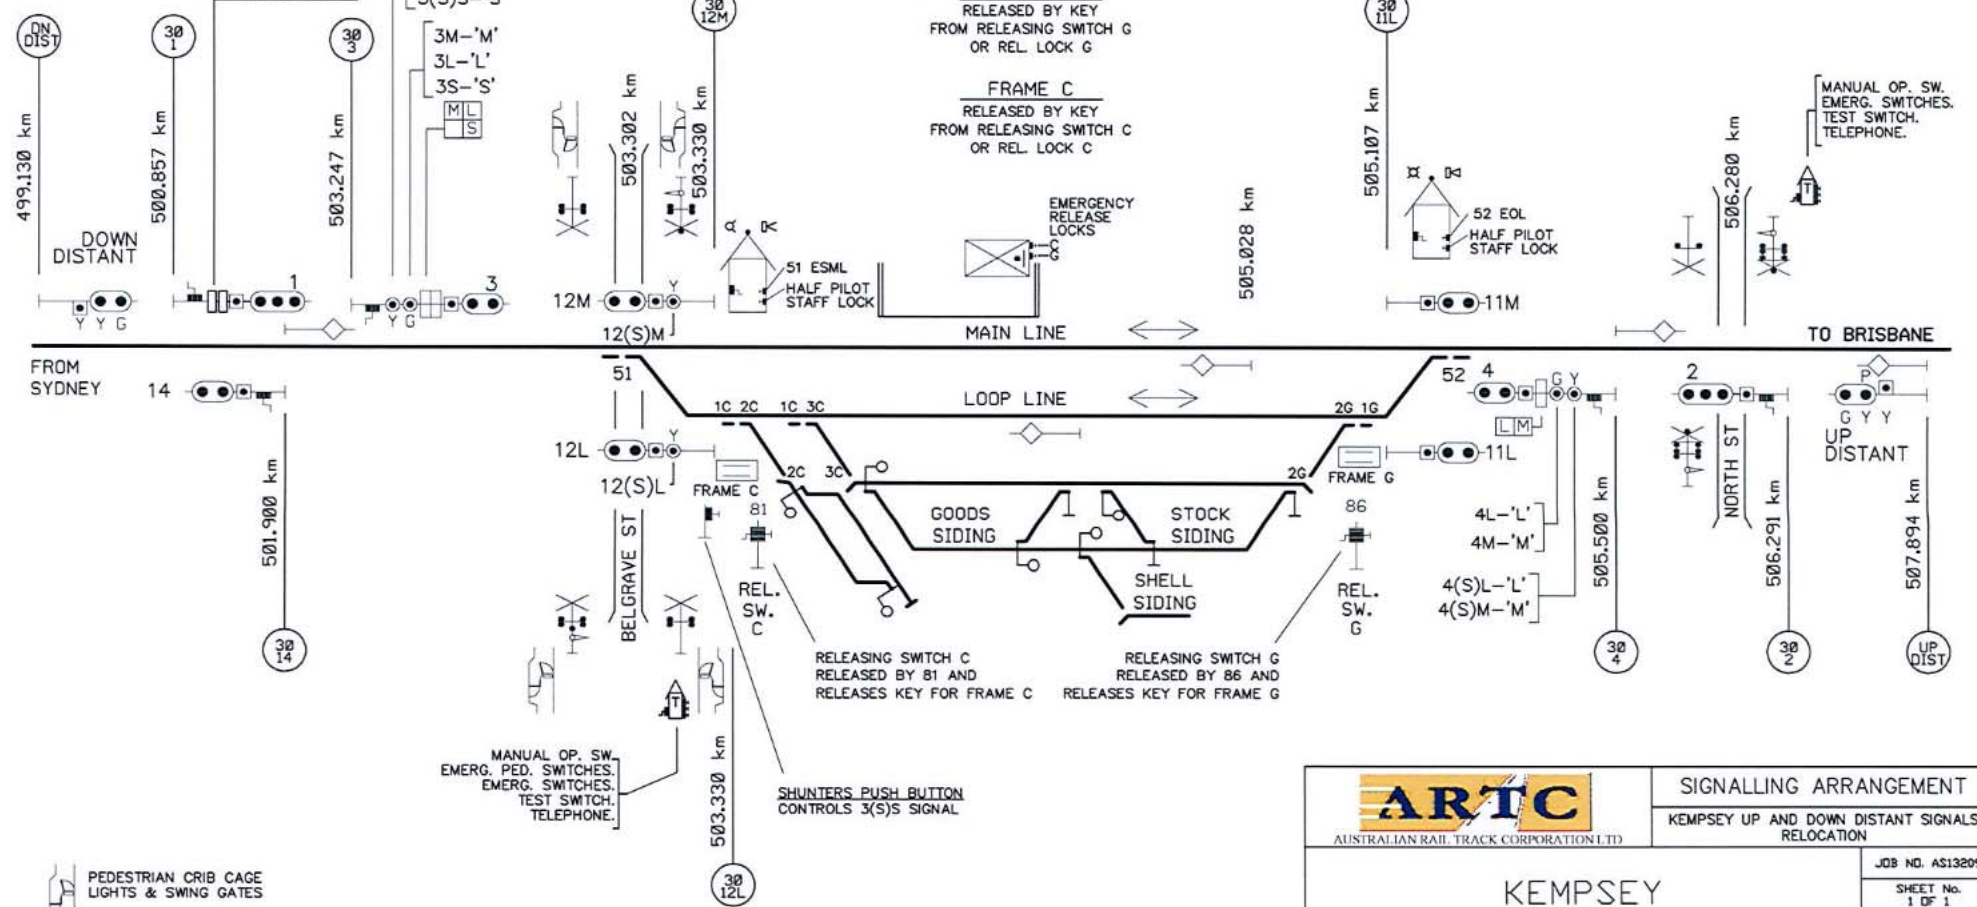 3M-'M'
3L-'L'
3S-'S'
M L
S
DN
DIST
30
1
30
3
30
12M
RELEASED BY KEY
FROM RELEASING SWITCH G
OR REL. LOCK G
FRAME C
RELEASED BY KEY
FROM RELEASING SWITCH C
OR REL. LOCK C
30
11L
MANUAL OP. SW.
EMERG. SWITCHES.
TEST SWITCH.
TELEPHONE.
499.130 km
500.857 km
503.247 km
503.302 km
503.330 km
505.028 km
505.107 km
506.280 km
T
EMERGENCY
RELEASE
LOCKS
C
G
52 EOL
HALF PILOT
STAFF LOCK
51 ESML
HALF PILOT
STAFF LOCK
DOWN
DISTANT
Y Y G
1
Y G
3
12M
Y
12(S)M
11M
MAIN LINE
TO BRISBANE
FROM
SYDNEY
14
51
LOOP LINE
52
4
G Y
2
P
G Y Y
UP
DISTANT
1C 2C 1C 3C
2G 1G
L M
12L
Y
12(S)L
FRAME C
2C 3C
2G
FRAME G
11L
NORTH ST
81
GOODS
SIDING
STOCK
SIDING
86
4L-'L'
4M-'M'
501.900 km
505.500 km
506.291 km
507.894 km
BELGRAVE ST
REL.
SW.
C
SHELL
SIDING
REL.
SW.
G
4(S)L-'L'
4(S)M-'M'
30
14
30
4
30
2
UP
DIST
RELEASING SWITCH C
RELEASED BY 81 AND
RELEASES KEY FOR FRAME C
RELEASING SWITCH G
RELEASED BY 86 AND
RELEASES KEY FOR FRAME G
T
MANUAL OP. SW.
EMERG. PED. SWITCHES.
EMERG. SWITCHES.
TEST SWITCH.
TELEPHONE.
503.330 km
SHUNTERS PUSH BUTTON
CONTROLS 3(S)S SIGNAL
30
12L
PEDESTRIAN CRIB CAGE
LIGHTS & SWING GATES
ARTC
AUSTRALIAN RAIL TRACK CORPORATION LTD
SIGNALLING ARRANGEMENT
KEMPSEY UP AND DOWN DISTANT SIGNALS
RELOCATION
KEMPSEY
JOB NO. AS13209
SHEET No.
1 OF 1